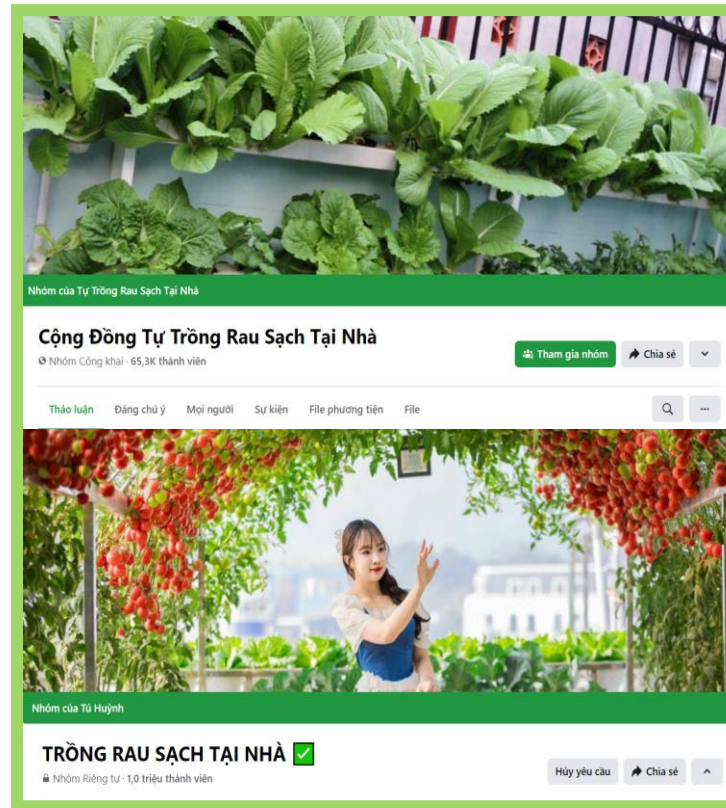 Nhóm của Tự Trồng Rau Sạch Tại Nhà
Cộng Đồng Tự Trồng Rau Sạch Tại Nhà
Nhóm Công khai · 65,3K thành viên
Tham gia nhóm
Chia sẻ
Thảo luận Đáng chú ý Mọi người Sự kiện File phương tiện File
Nhóm của Tú Huỳnh
TRỒNG RAU SẠCH TẠI NHÀ ✅
Nhóm Riêng tư · 1,0 triệu thành viên
Hủy yêu cầu
Chia sẻ